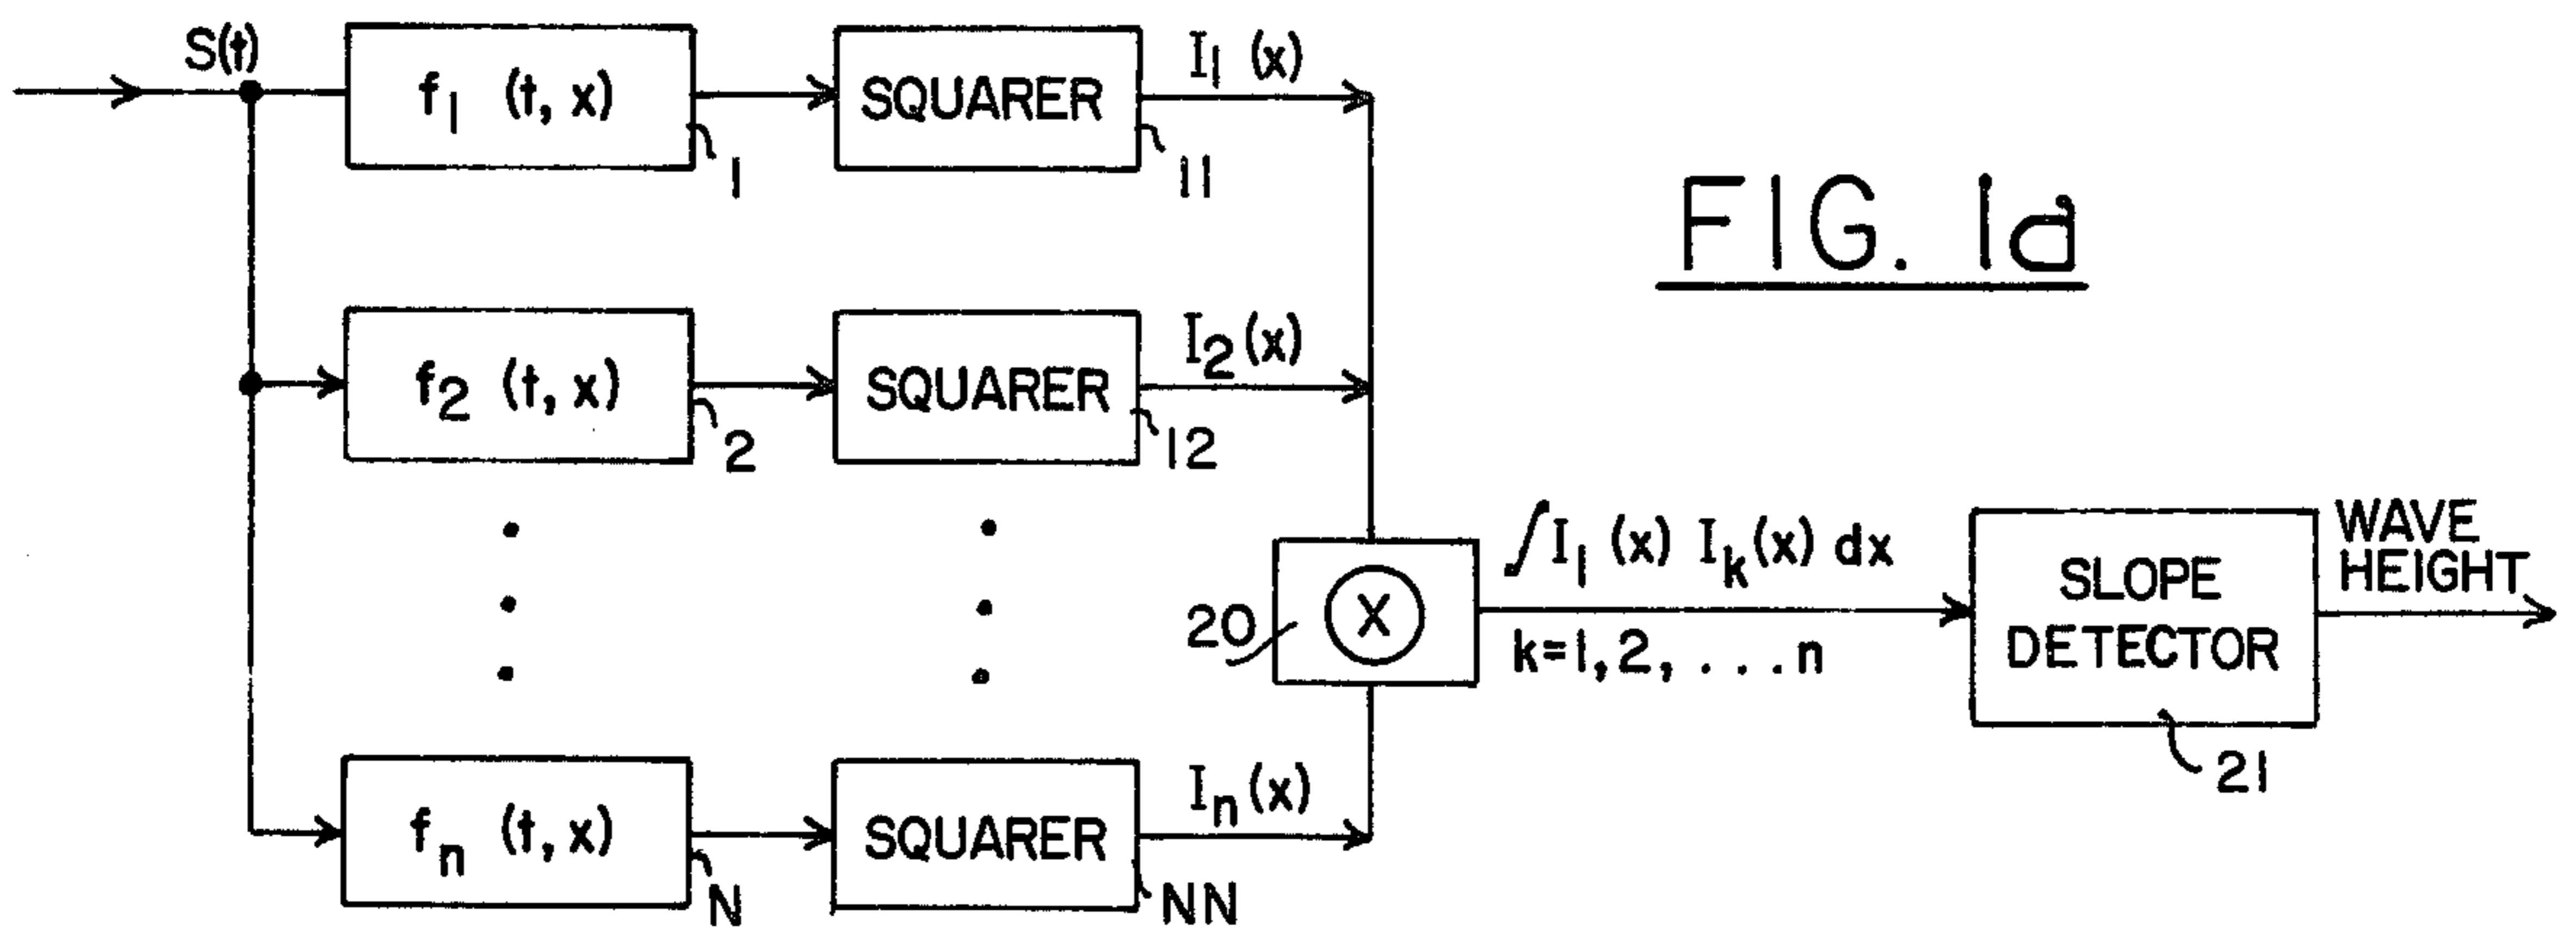 S(t)
f1 (t, x)
1
SQUARER
11
I1 (x)
FIG. 1a
f2 (t, x)
2
SQUARER
12
I2 (x)
fn (t, x)
N
SQUARER
NN
In (x)
20
X
∫I1 (x) Ik (x) dx
k=1, 2, . . . n
SLOPE
DETECTOR
21
WAVE
HEIGHT